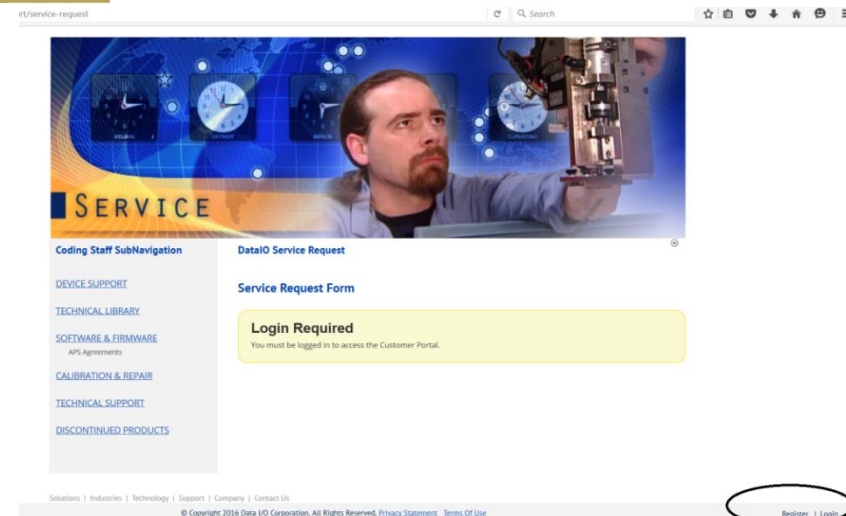 rt/service-request
Search
DETROIT
SERVICE
Coding Staff SubNavigation
DEVICE SUPPORT
TECHNICAL LIBRARY
SOFTWARE & FIRMWARE
APS Agreements
CALIBRATION & REPAIR
TECHNICAL SUPPORT
DISCONTINUED PRODUCTS
DataIO Service Request
Service Request Form
Login Required
You must be logged in to access the Customer Portal.
Solutions | Industries | Technology | Support | Company | Contact Us
© Copyright 2016 Data I/O Corporation. All Rights Reserved. Privacy Statement Terms Of Use
Register | Login